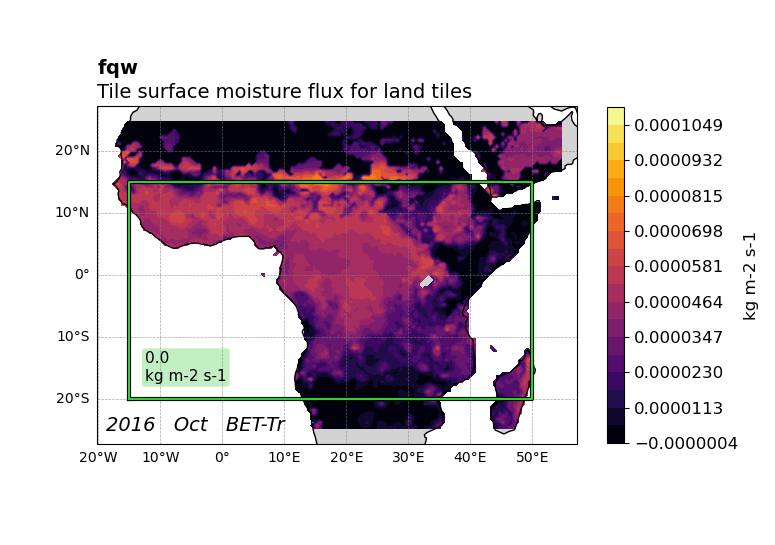 fqw
Tile surface moisture flux for land tiles
0.0001049
0.0000932
0.0000815
0.0000698
0.0000581
0.0000464
0.0000347
0.0000230
0.0000113
−0.0000004
kg m-2 s-1
20°N
10°N
0°
10°S
20°S
0.0
kg m-2 s-1
2016 Oct BET-Tr
20°W 10°W 0° 10°E 20°E 30°E 40°E 50°E